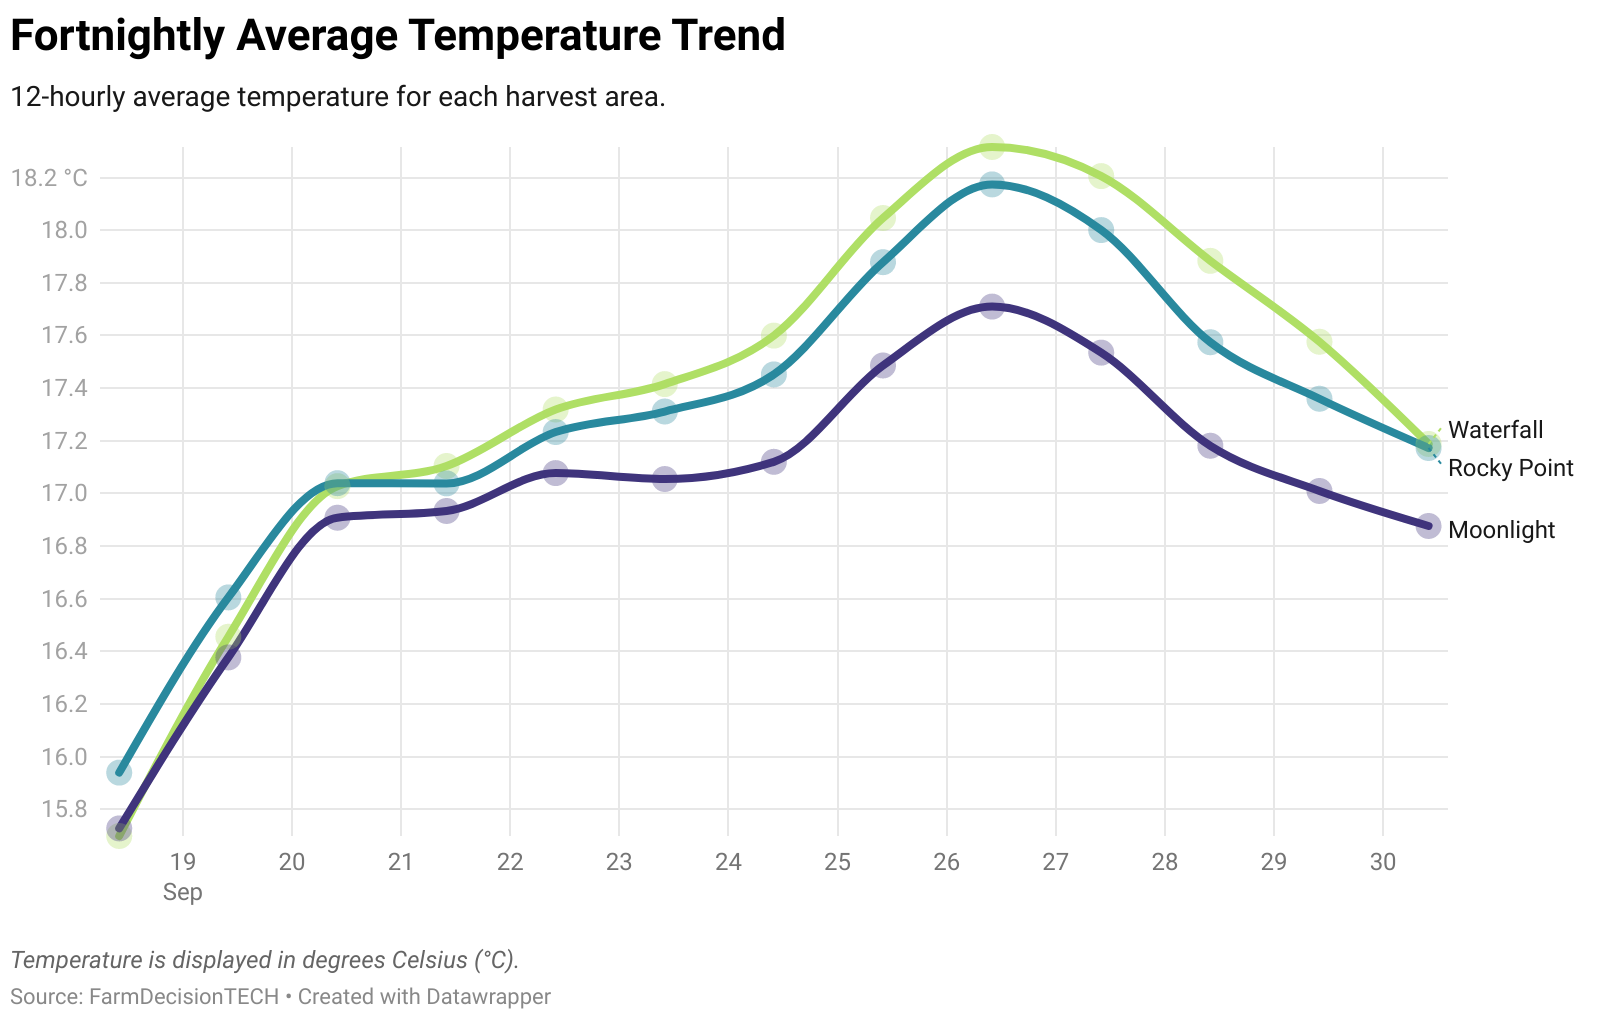 Fortnightly Average Temperature Trend
12-hourly average temperature for each harvest area.
18.2 °C
18.0
17.8
17.6
17.4
17.2
17.0
16.8
16.6
16.4
16.2
16.0
15.8
Waterfall
Rocky Point
Moonlight
19 20 21 22 23 24 25 26 27 28 29 30
Sep
Temperature is displayed in degrees Celsius (°C).
Source: FarmDecisionTECH • Created with Datawrapper